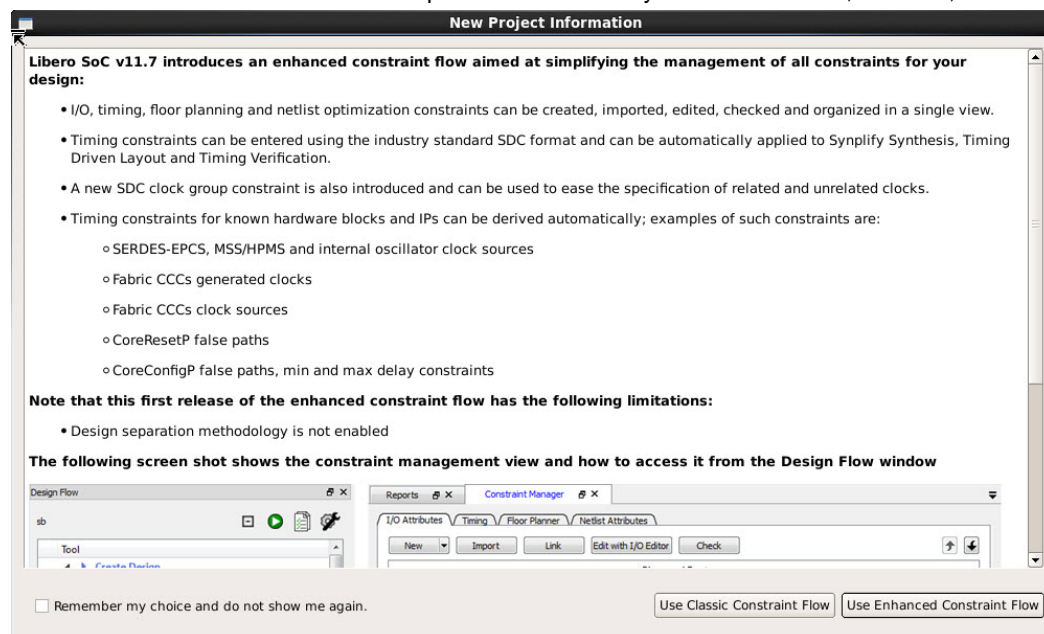 New Project Information
Libero SoC v11.7 introduces an enhanced constraint flow aimed at simplifying the management of all constraints for your
design:
• I/O, timing, floor planning and netlist optimization constraints can be created, imported, edited, checked and organized in a single view.
• Timing constraints can be entered using the industry standard SDC format and can be automatically applied to Synplify Synthesis, Timing
Driven Layout and Timing Verification.
• A new SDC clock group constraint is also introduced and can be used to ease the specification of related and unrelated clocks.
• Timing constraints for known hardware blocks and IPs can be derived automatically; examples of such constraints are:
◦ SERDES-EPCS, MSS/HPMS and internal oscillator clock sources
◦ Fabric CCCs generated clocks
◦ Fabric CCCs clock sources
◦ CoreResetP false paths
◦ CoreConfigP false paths, min and max delay constraints
Note that this first release of the enhanced constraint flow has the following limitations:
• Design separation methodology is not enabled
The following screen shot shows the constraint management view and how to access it from the Design Flow window
Design Flow
Reports Constraint Manager
sb
I/O Attributes Timing Floor Planner Netlist Attributes
Tool
New Import Link Edit with I/O Editor Check
Create Design
Remember my choice and do not show me again.
Use Classic Constraint Flow Use Enhanced Constraint Flow